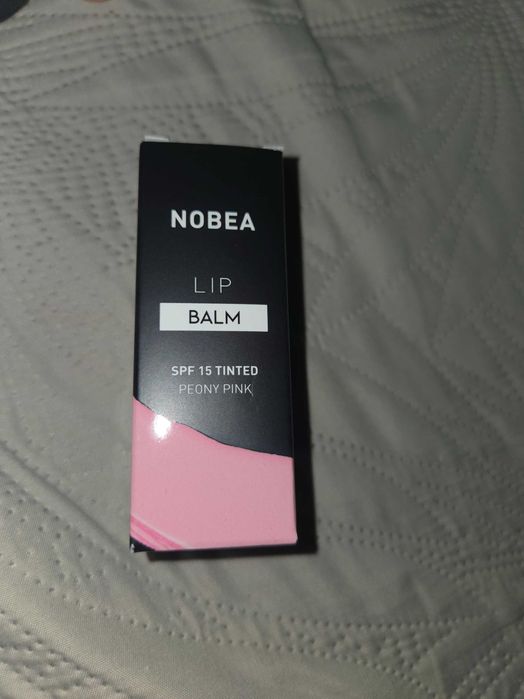 NOBEA
LIP
BALM
SPF 15 TINTED
PEONY PINK